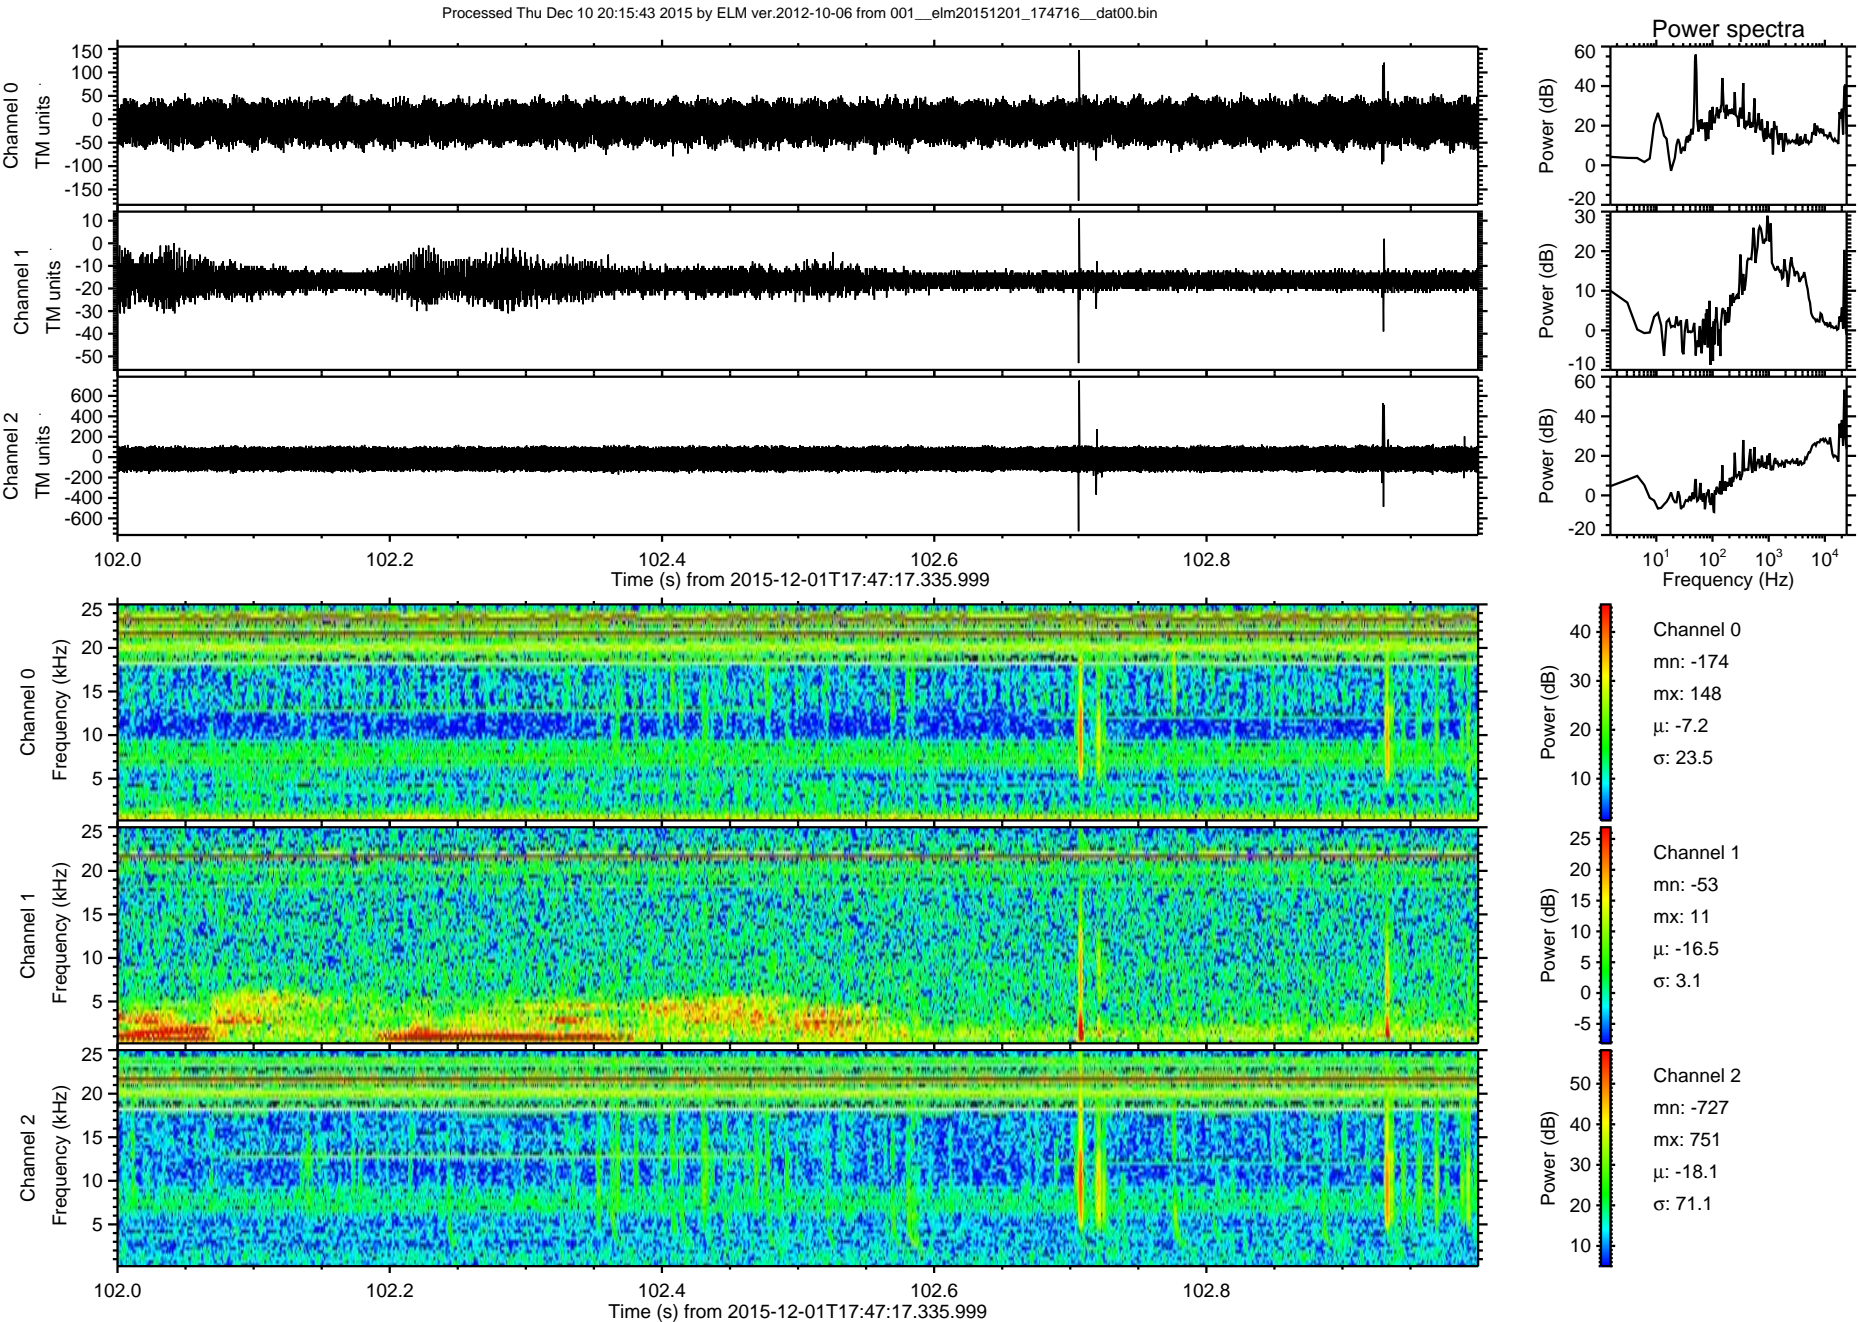 Processed Thu Dec 10 20:15:43 2015 by ELM ver.2012-10-06 from 001__elm20151201_174716__dat00.bin
Power spectra
Channel 0
TM units
150
100
50
0
-50
-100
-150
Power (dB)
60
40
20
0
-20
Channel 1
TM units
10
0
-10
-20
-30
-40
-50
Power (dB)
30
20
10
0
-10
Channel 2
TM units
600
400
200
0
-200
-400
-600
Power (dB)
60
40
20
0
-20
102.0 102.2 102.4 102.6 102.8
Time (s) from 2015-12-01T17:47:17.335.999
10^1 10^2 10^3 10^4
Frequency (Hz)
Channel 0
Frequency (kHz)
25
20
15
10
5
Power (dB)
40
30
20
10
Channel 0
mn: -174
mx: 148
μ: -7.2
σ: 23.5
Channel 1
Frequency (kHz)
25
20
15
10
5
Power (dB)
25
20
15
10
5
0
-5
Channel 1
mn: -53
mx: 11
μ: -16.5
σ: 3.1
Channel 2
Frequency (kHz)
25
20
15
10
5
Power (dB)
50
40
30
20
10
Channel 2
mn: -727
mx: 751
μ: -18.1
σ: 71.1
102.0 102.2 102.4 102.6 102.8
Time (s) from 2015-12-01T17:47:17.335.999